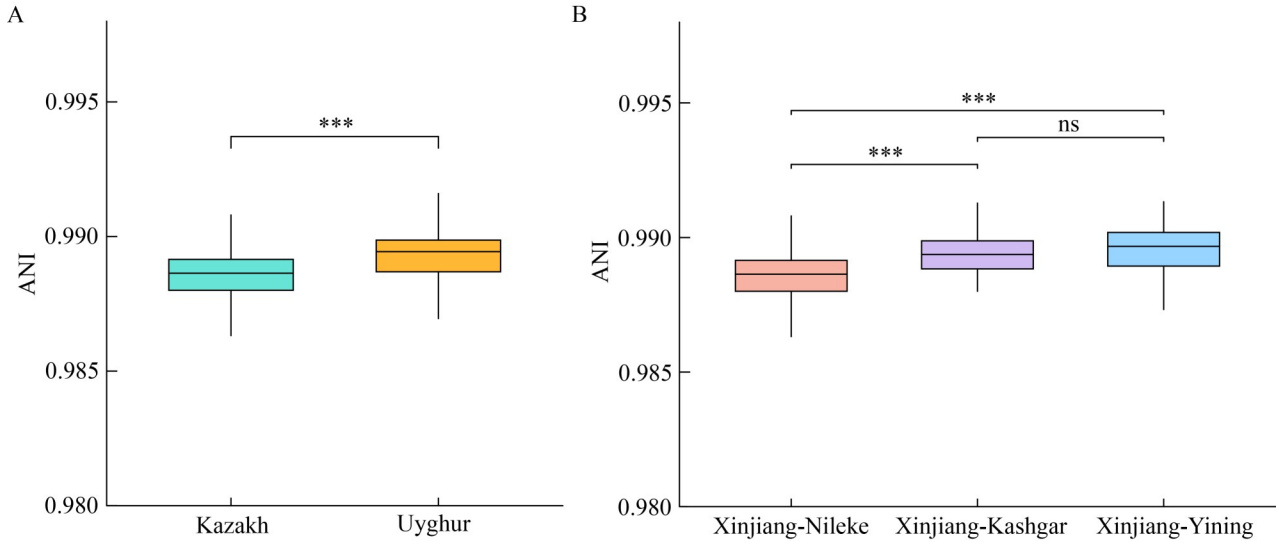 A
ANI
0.995
0.990
0.985
0.980
***
Kazakh
Uyghur
B
ANI
0.995
0.990
0.985
0.980
***
ns
***
Xinjiang-Nileke
Xinjiang-Kashgar
Xinjiang-Yining